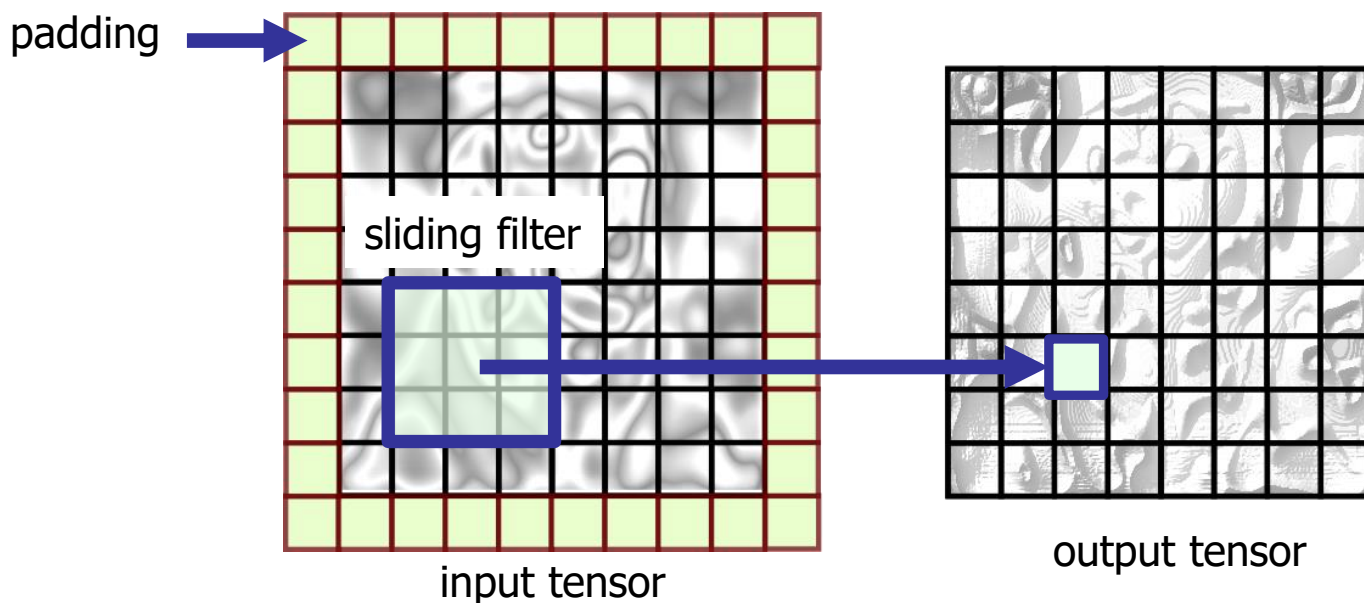 padding
sliding filter
input tensor
output tensor